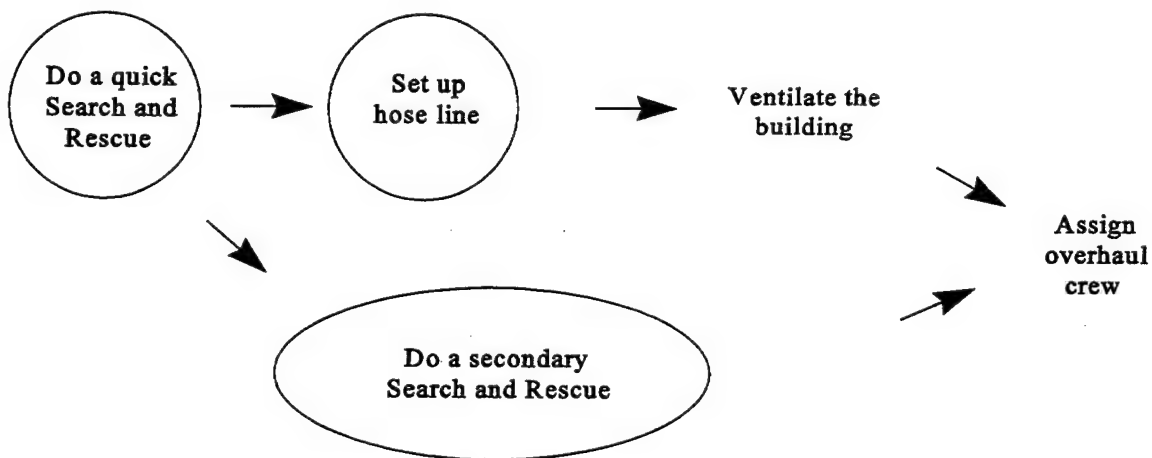 Do a quick
Search and
Rescue
Set up
hose line
Ventilate the
building
Assign
overhaul
crew
Do a secondary
Search and Rescue